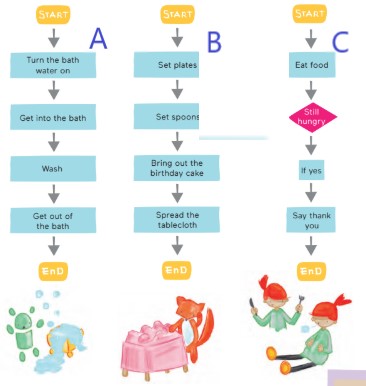 START
A
Turn the bath
water on
Get into the bath
Wash
Get out of
the bath
END
START
B
Set plates
Set spoons
Bring out the
birthday cake
Spread the
tablecloth
END
START
C
Eat food
Still
hungry
If yes
Say thank
you
END